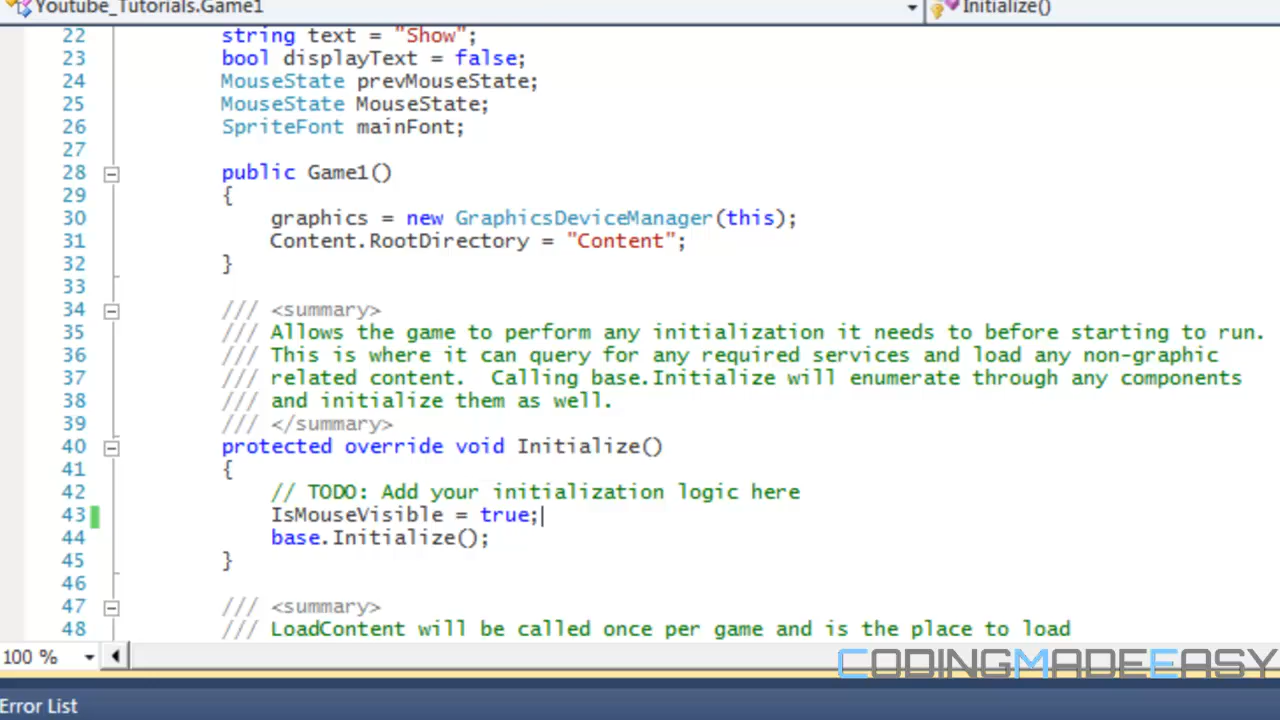 Youtube_Tutorials.Game1 Initialize()
22 string text = "Show";
23 bool displayText = false;
24 MouseState prevMouseState;
25 MouseState MouseState;
26 SpriteFont mainFont;
27
28 public Game1()
29 {
30 graphics = new GraphicsDeviceManager(this);
31 Content.RootDirectory = "Content";
32 }
33
34 /// <summary>
35 /// Allows the game to perform any initialization it needs to before starting to run.
36 /// This is where it can query for any required services and load any non-graphic
37 /// related content.  Calling base.Initialize will enumerate through any components
38 /// and initialize them as well.
39 /// </summary>
40 protected override void Initialize()
41 {
42 // TODO: Add your initialization logic here
43 IsMouseVisible = true;
44 base.Initialize();
45 }
46
47 /// <summary>
48 /// LoadContent will be called once per game and is the place to load
100 %
CODINGMADEEASY
Error List